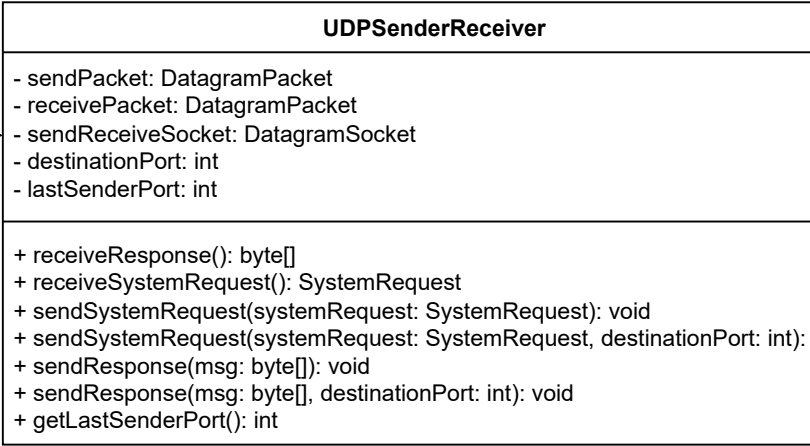 UDPSenderReceiver
- sendPacket: DatagramPacket
- receivePacket: DatagramPacket
- sendReceiveSocket: DatagramSocket
- destinationPort: int
- lastSenderPort: int
+ receiveResponse(): byte[]
+ receiveSystemRequest(): SystemRequest
+ sendSystemRequest(systemRequest: SystemRequest): void
+ sendSystemRequest(systemRequest: SystemRequest, destinationPort: int):
+ sendResponse(msg: byte[]): void
+ sendResponse(msg: byte[], destinationPort: int): void
+ getLastSenderPort(): int